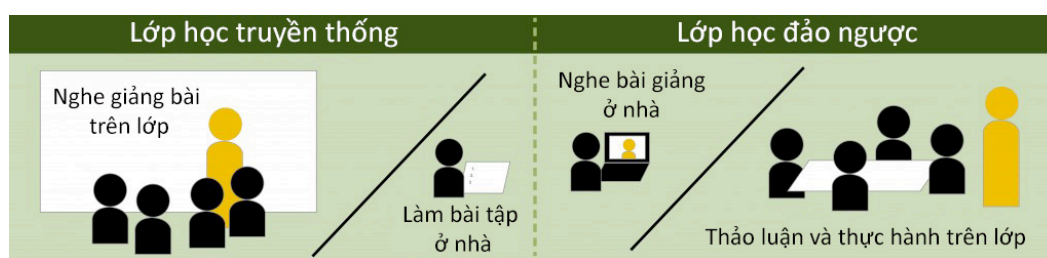 Lớp học truyền thống
Nghe giảng bài
trên lớp
Làm bài tập
ở nhà
Lớp học đảo ngược
Nghe bài giảng
ở nhà
Thảo luận và thực hành trên lớp